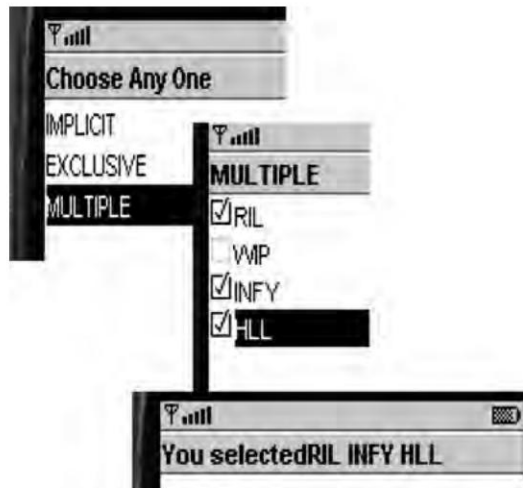 Choose Any One
IMPLICIT
EXCLUSIVE
MULTIPLE
MULTIPLE
RIL
WIP
INFY
HLL
You selectedRIL INFY HLL